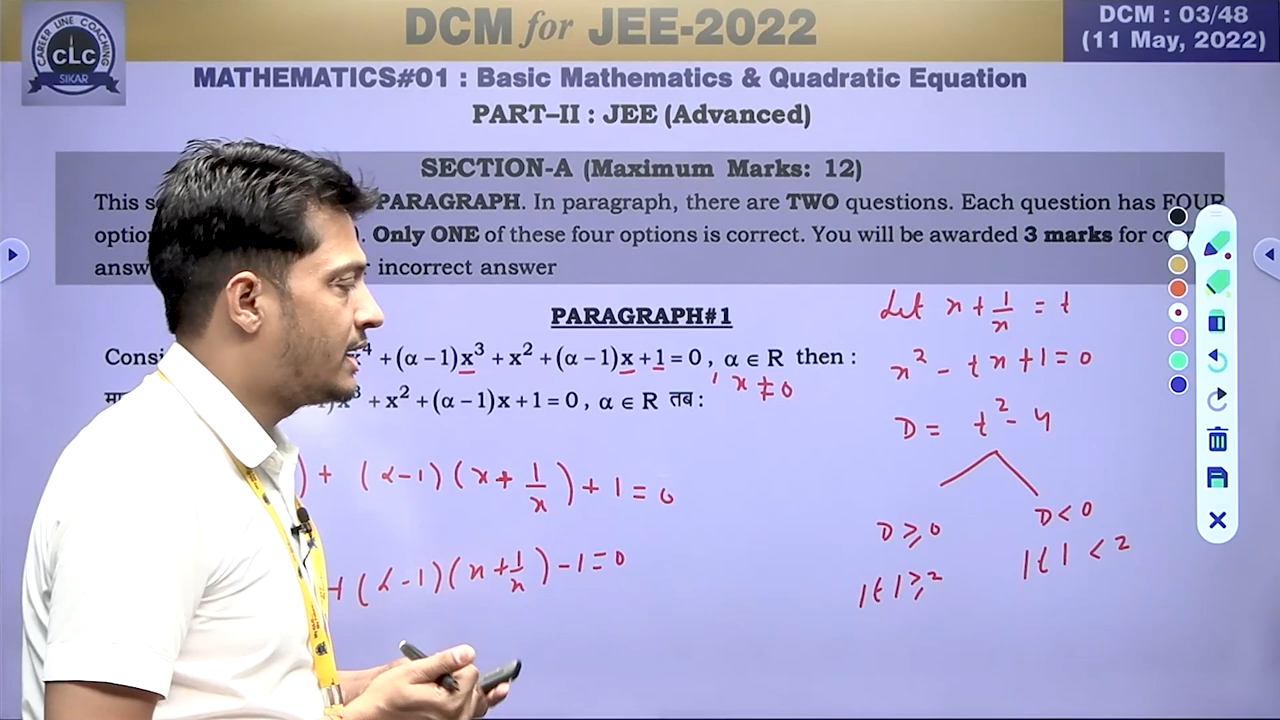 DCM for JEE-2022
DCM : 03/48
(11 May, 2022)
CAREER LINE COACHING
CLC
SIKAR
MATHEMATICS#01 : Basic Mathematics & Quadratic Equation
PART–II : JEE (Advanced)
SECTION-A (Maximum Marks: 12)
This PARAGRAPH. In paragraph, there are TWO questions. Each question has FOUR
Only ONE of these four options is correct. You will be awarded 3 marks for
incorrect answer
PARAGRAPH#1
+(α – 1)x³ + x² + (α – 1)x + 1 = 0 , α ∈ R then :
x ≠ 0
+ x² + (α – 1)x + 1 = 0 , α ∈ R तब :
) + (α-1) (x + 1/x) + 1 = 0
+ (α-1) (x + 1/x) - 1 = 0
Let x + 1/x = t
x² - tx + 1 = 0
D = t² - 4
D ≥ 0
D < 0
|t| ≥ 2
|t| < 2